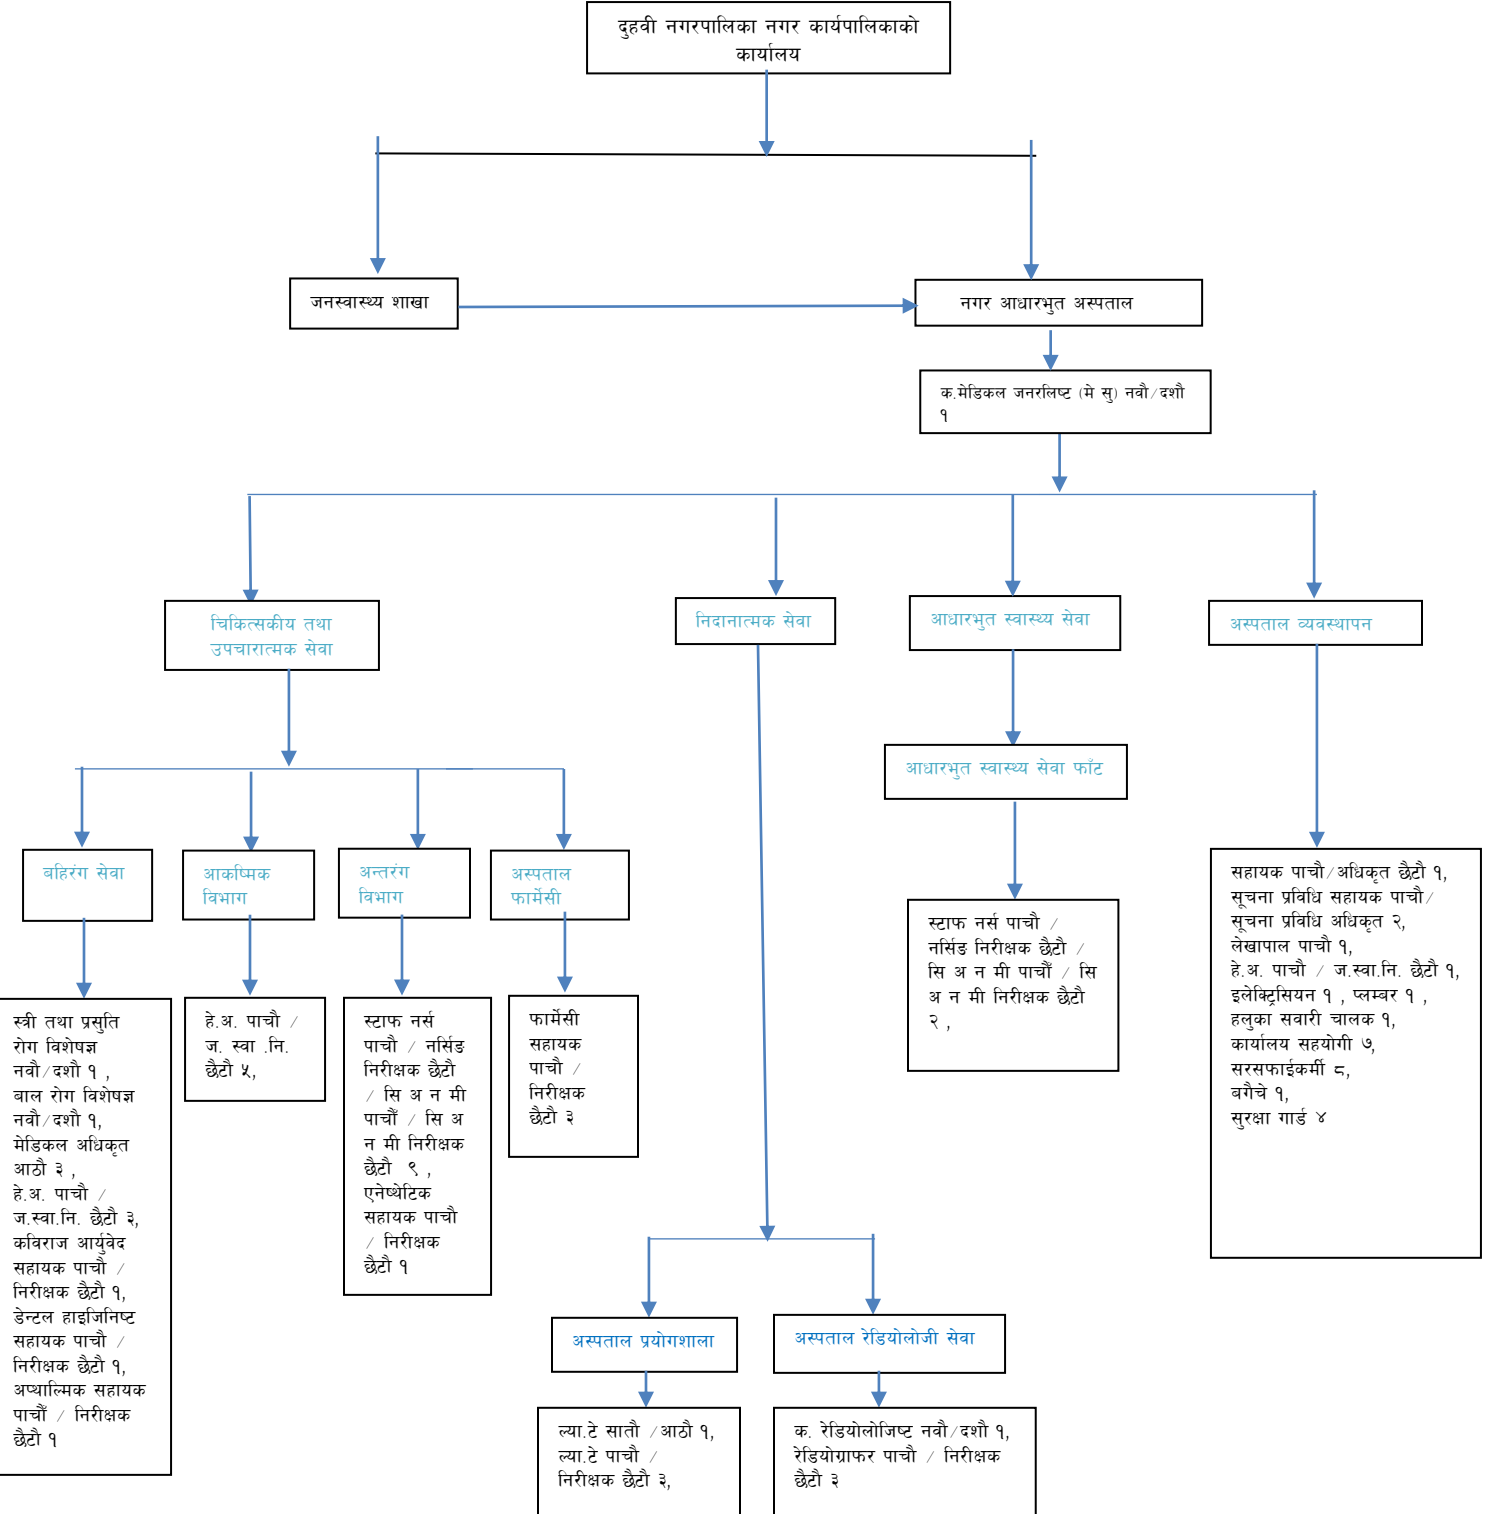 दुहवी नगरपालिका नगर कार्यपालिकाको
कार्यालय
जनस्वास्थ्य शाखा
नगर आधारभुत अस्पताल
क.मेडिकल जनरलिष्ट (मे सु) नवौ/दशौ
१
चिकित्सकीय तथा
उपचारात्मक सेवा
निदानात्मक सेवा
आधारभुत स्वास्थ्य सेवा
अस्पताल व्यवस्थापन
आधारभुत स्वास्थ्य सेवा फाँट
बहिरंग सेवा
आकष्मिक
विभाग
अन्तरंग
विभाग
अस्पताल
फार्मेसी
स्त्री तथा प्रसुति
रोग विशेषज्ञ
नवौ/दशौ १ ,
बाल रोग विशेषज्ञ
नवौ/दशौ १,
मेडिकल अधिकृत
आठौ ३ ,
हे.अ. पाचौ /
ज.स्वा.नि. छैटौ ३,
कविराज आर्युवेद
सहायक पाचौ /
निरीक्षक छैटौ १,
डेन्टल हाइजिनिष्ट
सहायक पाचौ /
निरीक्षक छैटौ १,
अप्थाल्मिक सहायक
पाचौँ / निरीक्षक
छैटौ १
हे.अ. पाचौ /
ज. स्वा .नि.
छैटौ ५,
स्टाफ नर्स
पाचौ / नर्सिङ
निरीक्षक छैटौ
/ सि अ न मी
पाचौँ / सि अ
न मी निरीक्षक
छैटौ ९ ,
एनेष्थेटिक
सहायक पाचौ
/ निरीक्षक
छैटौ १
फार्मेसी
सहायक
पाचौ /
निरीक्षक
छैटौ ३
स्टाफ नर्स पाचौ /
नर्सिङ निरीक्षक छैटौ /
सि अ न मी पाचौँ / सि
अ न मी निरीक्षक छैटौ
२ ,
सहायक पाचौ/अधिकृत छैटौ १,
सूचना प्रविधि सहायक पाचौ/
सूचना प्रविधि अधिकृत २,
लेखापाल पाचौ १,
हे.अ. पाचौ / ज.स्वा.नि. छैटौ १,
इलेक्ट्रिसियन १ , प्लम्बर १ ,
हलुका सवारी चालक १,
कार्यालय सहयोगी ७,
सरसफाईकर्मी ८,
बगैचे १,
सुरक्षा गार्ड ४
अस्पताल प्रयोगशाला
अस्पताल रेडियोलोजी सेवा
ल्या.टे सातौ /आठौ १,
ल्या.टे पाचौ /
निरीक्षक छैटौ ३,
क. रेडियोलोजिष्ट नवौ/दशौ १,
रेडियोग्राफर पाचौ / निरीक्षक
छैटौ ३